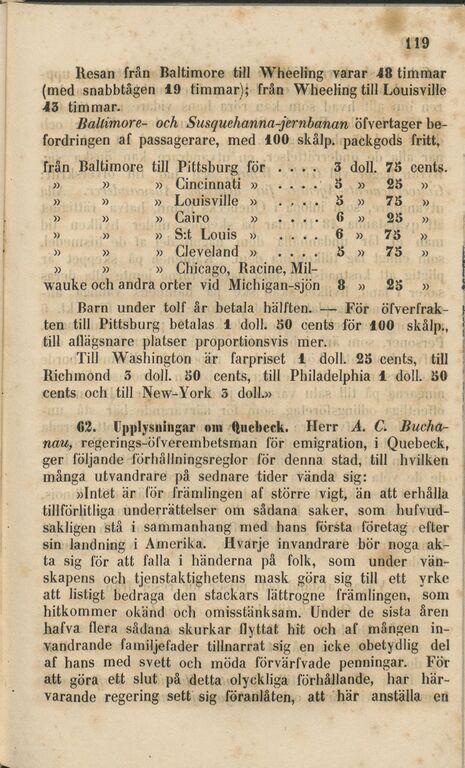 119
Resan från Baltimore till Wheeling varar 48 timmar
(med snabbtågen 19 timmar); från Wheeling till Louisville
43 timmar.
Baltimore- och Susquehanna-jernbanan öfvertager be-
fordringen af passagerare, med 100 skålp. packgods fritt,
från Baltimore till Pittsburg för . . . . 3 doll. 75 cents.
» » » Cincinnati » . . . . 5 » 25 »
» » » Louisville » . . . . 5 » 75 »
» » » Cairo » . . . . 6 » 25 »
» » » S:t Louis » . . . . 6 » 75 »
» » » Cleveland » . . . . 5 » 75 »
» » » Chicago, Racine, Mil-
wauke och andra orter vid Michigan-sjön 8 » 25 »
Barn under tolf år betala hälften. — För öfverfrak-
ten till Pittsburg betalas 1 doll. 50 cents för 100 skålp.,
till aflägsnare platser proportionsvis mer.
Till Washington är farpriset 1 doll. 25 cents, till
Richmond 3 doll. 50 cents, till Philadelphia 1 doll. 50
cents och till New-York 3 doll.»
62. Upplysningar om Quebeck. Herr A. C. Bucha-
nau, regerings-öfverembetsman för emigration, i Quebeck,
ger följande förhållningsreglor för denna stad, till hvilken
många utvandrare på sednare tider vända sig:
»Intet är för främlingen af större vigt, än att erhålla
tillförlitliga underrättelser om sådana saker, som hufvud-
sakligen stå i sammanhang med hans första företag efter
sin landning i Amerika. Hvarje invandrare bör noga ak-
ta sig för att falla i händerna på folk, som under vän-
skapens och tjenstaktighetens mask göra sig till ett yrke
att listigt bedraga den stackars lättrogne främlingen, som
hitkommer okänd och omisstänksam. Under de sista åren
hafva flera sådana skurkar flyttat hit och af mången in-
vandrande familjefader tillnarrat sig en icke obetydlig del
af hans med svett och möda förvärfvade penningar. För
att göra ett slut på detta olyckliga förhållande, har här-
varande regering sett sig föranlåten, att här anställa en